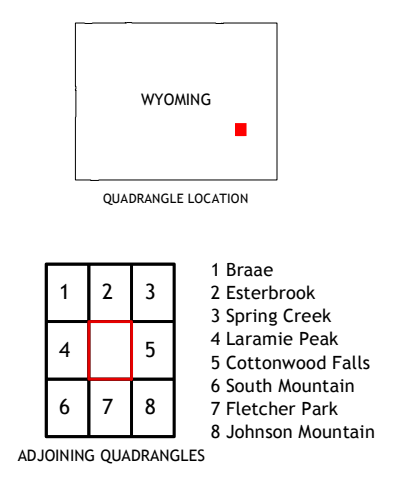 WYOMING
QUADRANGLE LOCATION
1 2 3
4 5
6 7 8
ADJOINING QUADRANGLES
1 Braae
2 Esterbrook
3 Spring Creek
4 Laramie Peak
5 Cottonwood Falls
6 South Mountain
7 Fletcher Park
8 Johnson Mountain